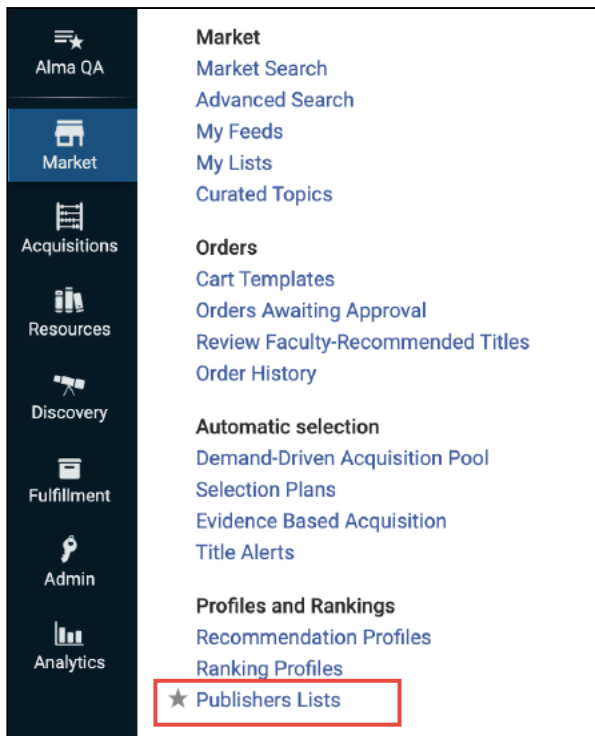 Alma QA
Market
Acquisitions
Resources
Discovery
Fulfillment
Admin
Analytics
Market
Market Search
Advanced Search
My Feeds
My Lists
Curated Topics
Orders
Cart Templates
Orders Awaiting Approval
Review Faculty-Recommended Titles
Order History
Automatic selection
Demand-Driven Acquisition Pool
Selection Plans
Evidence Based Acquisition
Title Alerts
Profiles and Rankings
Recommendation Profiles
Ranking Profiles
Publishers Lists